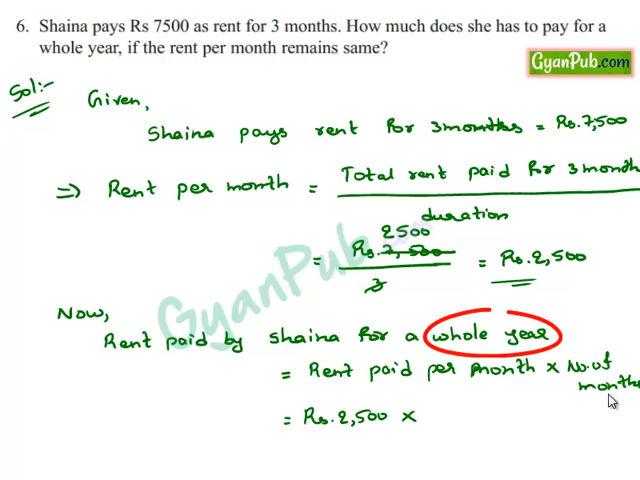 6. Shaina pays Rs 7500 as rent for 3 months. How much does she has to pay for a
whole year, if the rent per month remains same?
GyanPub.com
Sol:-
Given,
Shaina pays rent for 3 months = Rs.7,500
⇒ Rent per month = Total rent paid for 3 month
duration
2500
= Rs. 7,500
3
= Rs.2,500
GyanPub
Now,
Rent paid by Shaina for a whole year
= Rent paid per month × No.of
month
= Rs.2,500 ×